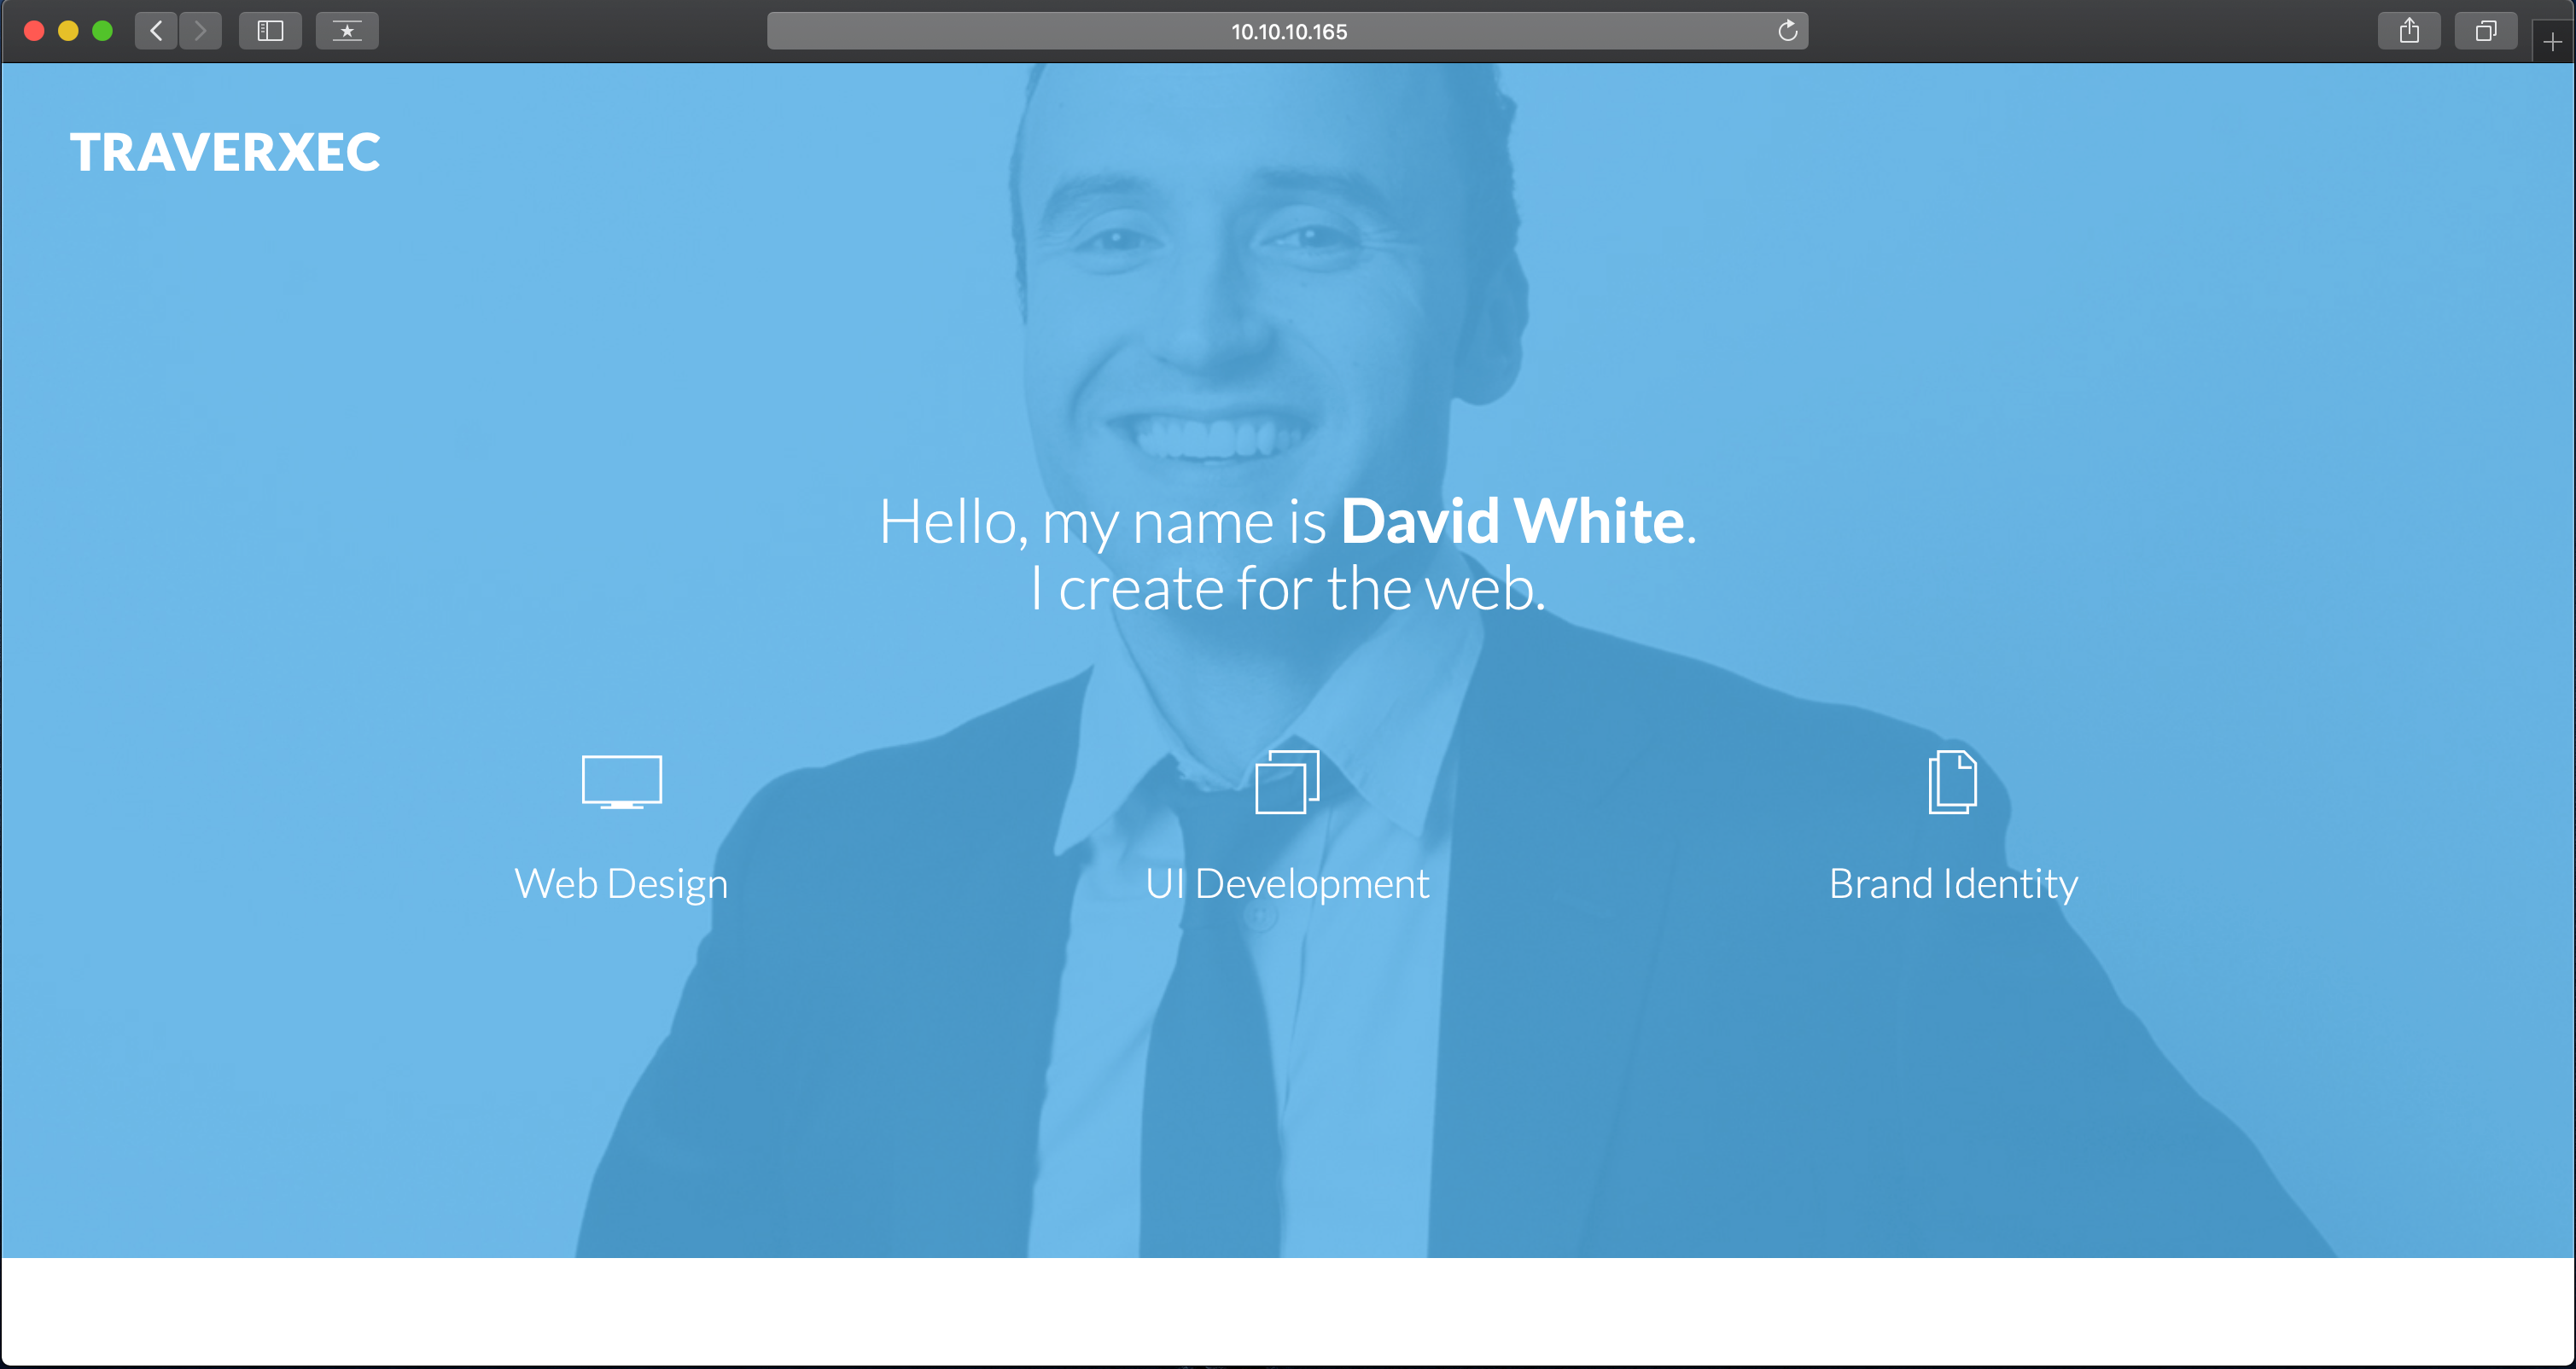 10.10.10.165
TRAVERXEC
Hello, my name is David White.
I create for the web.
Web Design
UI Development
Brand Identity